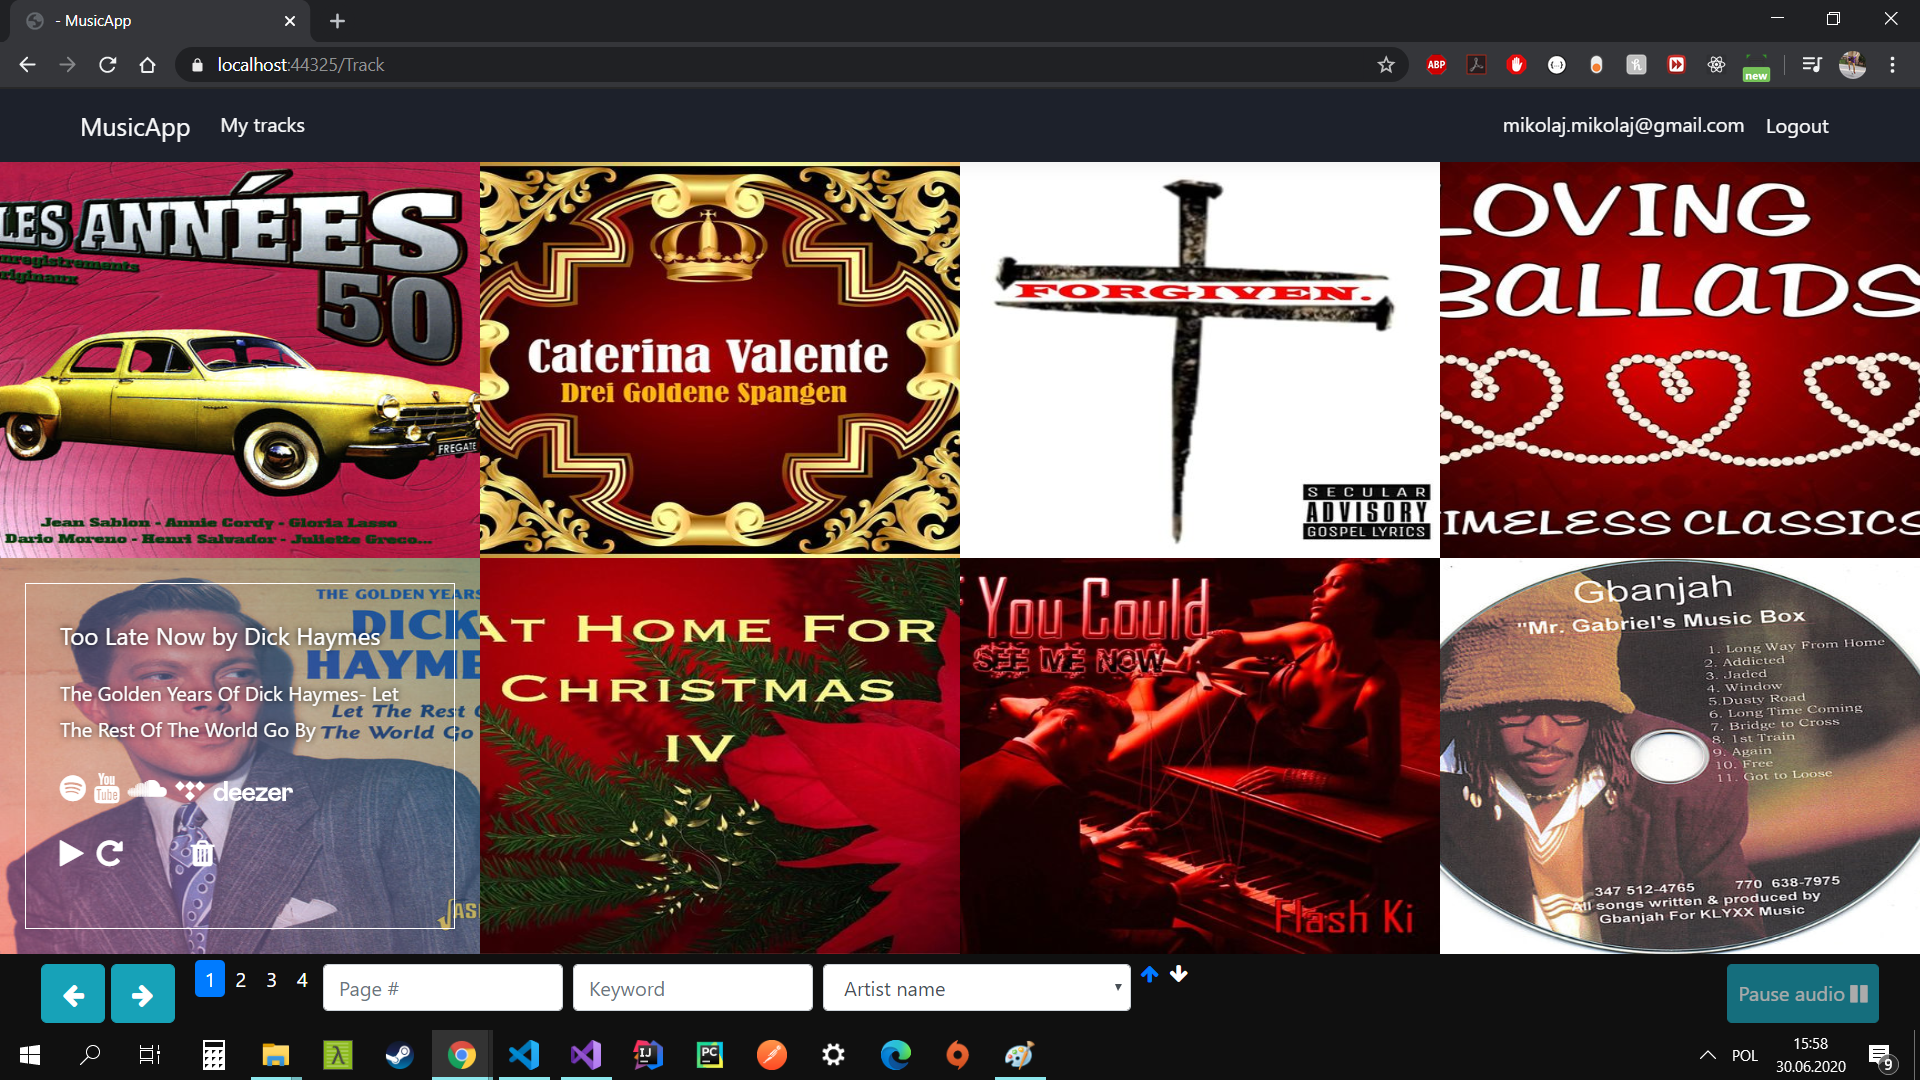 - MusicApp
localhost:44325/Track
ABP
new
MusicApp
My tracks
mikolaj.mikolaj@gmail.com
Logout
LES ANNÉES
enregistrements
originaux
50
FREGATE
Jean Sablon - Annie Cordy - Gloria Lasso
Dario Moreno - Henri Salvador - Juliette Greco...
Caterina Valente
Drei Goldene Spangen
FORGIVEN.
SECULAR
ADVISORY
GOSPEL LYRICS
LOVING
BALLADS
TIMELESS CLASSICS
THE GOLDEN YEARS
DICK
HAYME
Let The Rest O
The World Go
JAS
Too Late Now by Dick Haymes
The Golden Years Of Dick Haymes- Let
The Rest Of The World Go By
You Tube
deezer
AT HOME FOR
CHRISTMAS
IV
f You Could
SEE ME NOW
Flash Ki
Gbanjah
"Mr. Gabriel's Music Box
1. Long Way From Home
2. Addicted
3. Jaded
4. Window
5.Dusty Road
6. Long Time Coming
7. Bridge to Cross
8. 1st Train
9. Again
10. Free
11. Got to Loose
347 512-4765 770 638-7975
All songs written & produced by
Gbanjah For KLYXX Music
1 2 3 4
Page #
Keyword
Artist name
Pause audio
IJ
PC
POL
15:58
30.06.2020
9